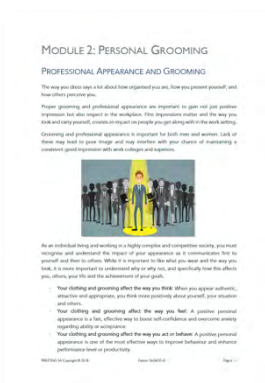 MODULE 2: PERSONAL GROOMING
PROFESSIONAL APPEARANCE AND GROOMING
The way you dress says a lot about how organised you are, how you present yourself, and
how others perceive you.
Proper grooming and professional appearance are important to gain not just positive
impression but also respect in the workplace. First impressions matter and the way you
look and carry yourself, creates an impact on people you get along with in the work setting.
Grooming and professional appearance is important for both men and women. Lack of
these may lead to poor image and may interfere with your chance of maintaining a
consistent good impression with work colleges and superiors.
As an individual living and working in a highly complex and competitive society, you must
recognise and understand the impact of your appearance as it communicates first to
yourself and then to others. While it is important to like what you wear and the way you
look, it is more important to understand why or why not, and specifically how this affects
you, others, your life and the achievement of your goals.
Your clothing and grooming affect the way you think: When you appear authentic,
attractive and appropriate, you think more positively about yourself, your situation
and others.
Your clothing and grooming affect the way you feel: A positive personal
appearance is a fast, effective way to boost self-confidence and overcome anxiety
regarding ability or acceptance.
Your clothing and grooming affect the way you act or behave: A positive personal
appearance is one of the most effective ways to improve behaviour and enhance
performance level or productivity.